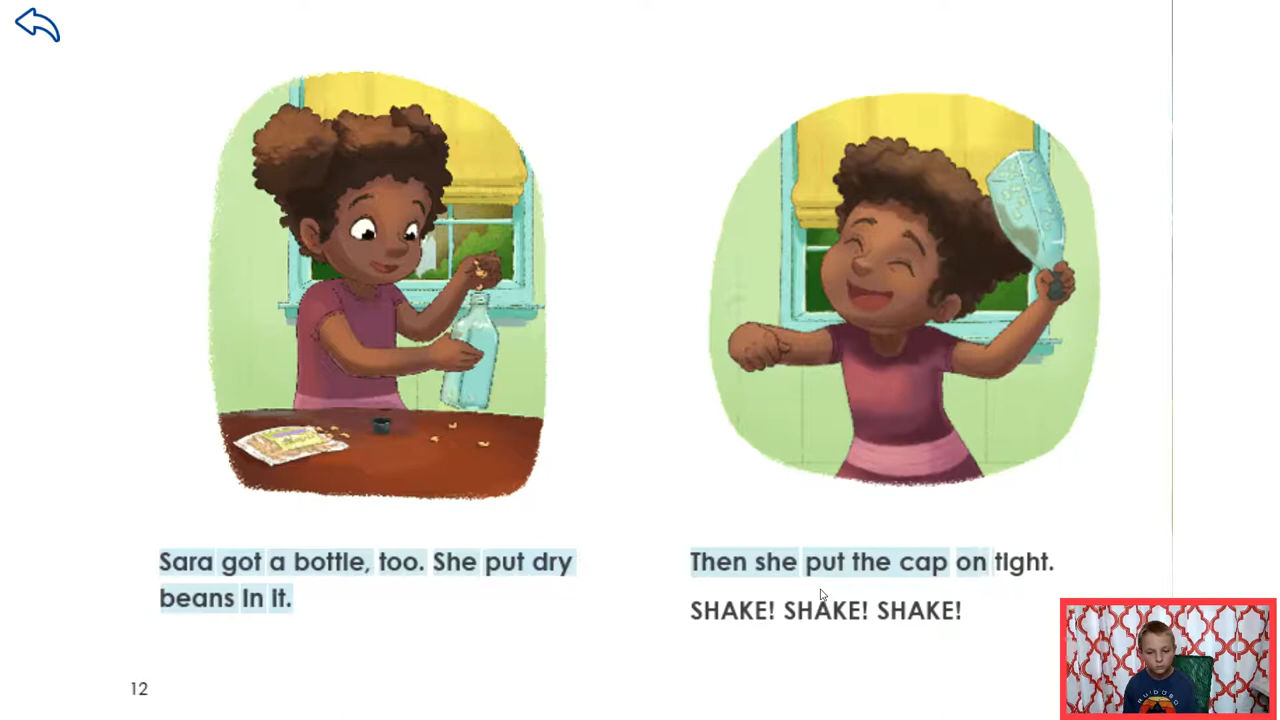 Sara got a bottle, too. She put dry
beans in it.
Then she put the cap on tight.
SHAKE! SHAKE! SHAKE!
12
RUIDOSO